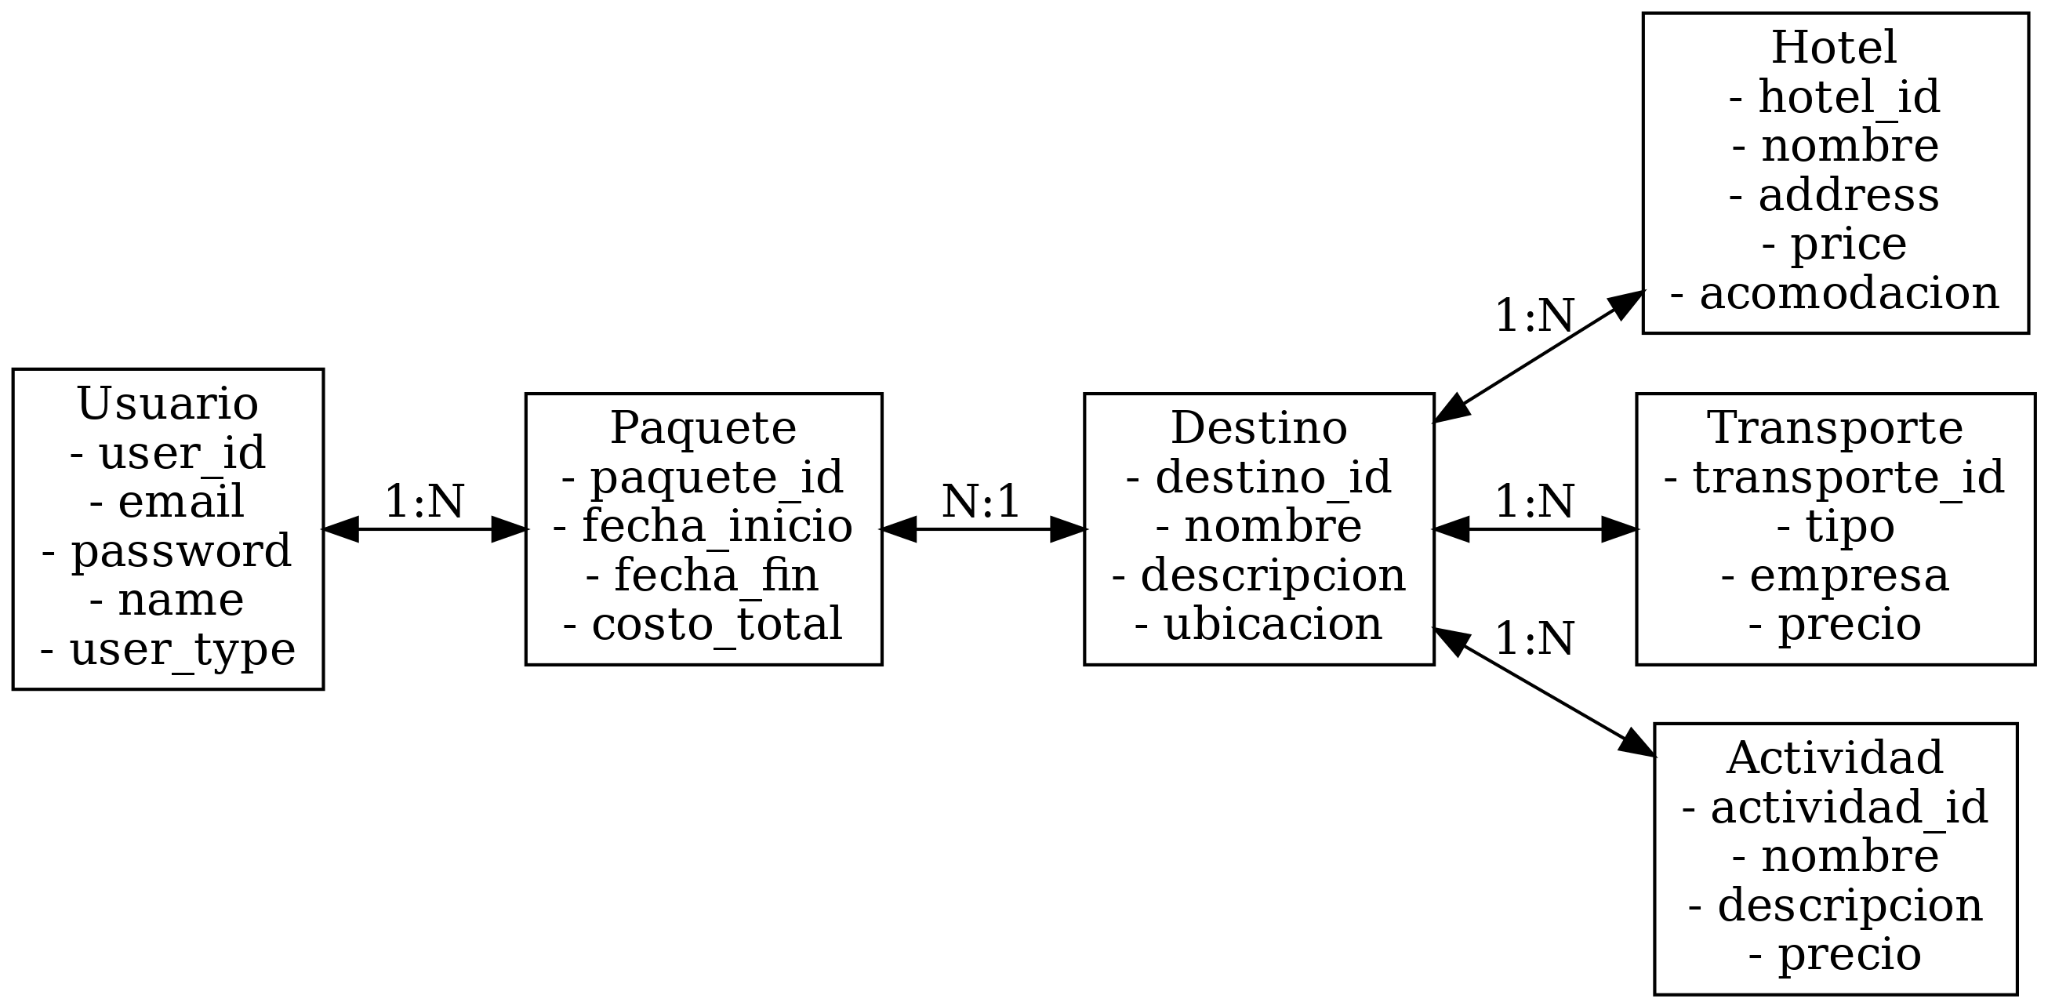 Usuario
- user_id
- email
- password
- name
- user_type
1:N
Paquete
- paquete_id
- fecha_inicio
- fecha_fin
- costo_total
N:1
Destino
- destino_id
- nombre
- descripcion
- ubicacion
1:N
Hotel
- hotel_id
- nombre
- address
- price
- acomodacion
1:N
Transporte
- transporte_id
- tipo
- empresa
- precio
1:N
Actividad
- actividad_id
- nombre
- descripcion
- precio